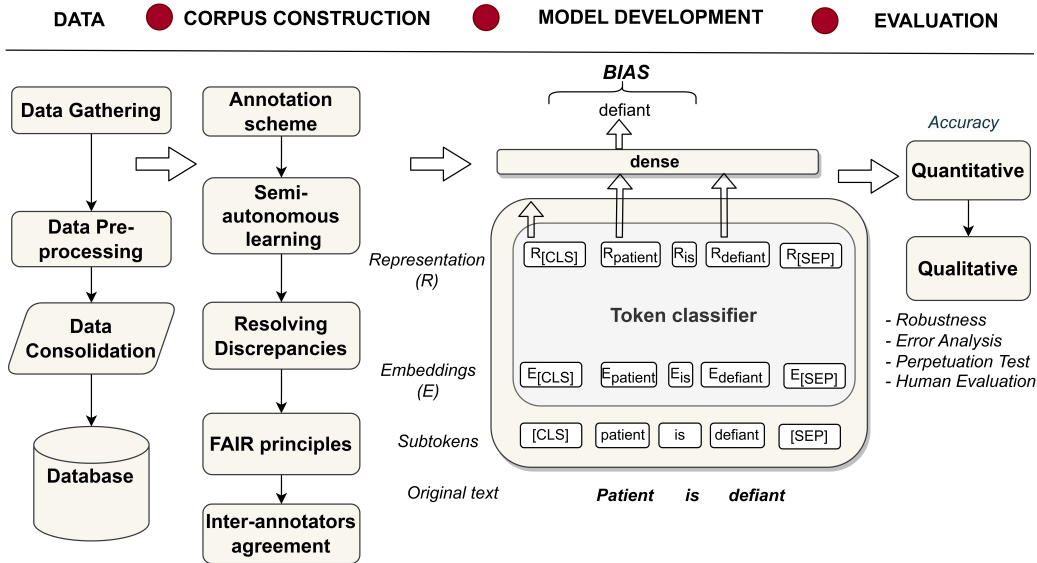 DATA
CORPUS CONSTRUCTION
MODEL DEVELOPMENT
EVALUATION
Data Gathering
Data Pre-
processing
Data
Consolidation
Database
Annotation
scheme
Semi-
autonomous
learning
Resolving
Discrepancies
FAIR principles
Inter-annotators
agreement
BIAS
defiant
dense
Representation
(R)
R[CLS]
Rpatient
Ris
Rdefiant
R[SEP]
Token classifier
Embeddings
(E)
E[CLS]
Epatient
Eis
Edefiant
E[SEP]
Subtokens
[CLS]
patient
is
defiant
[SEP]
Original text
Patient is defiant
Accuracy
Quantitative
Qualitative
- Robustness
- Error Analysis
- Perpetuation Test
- Human Evaluation